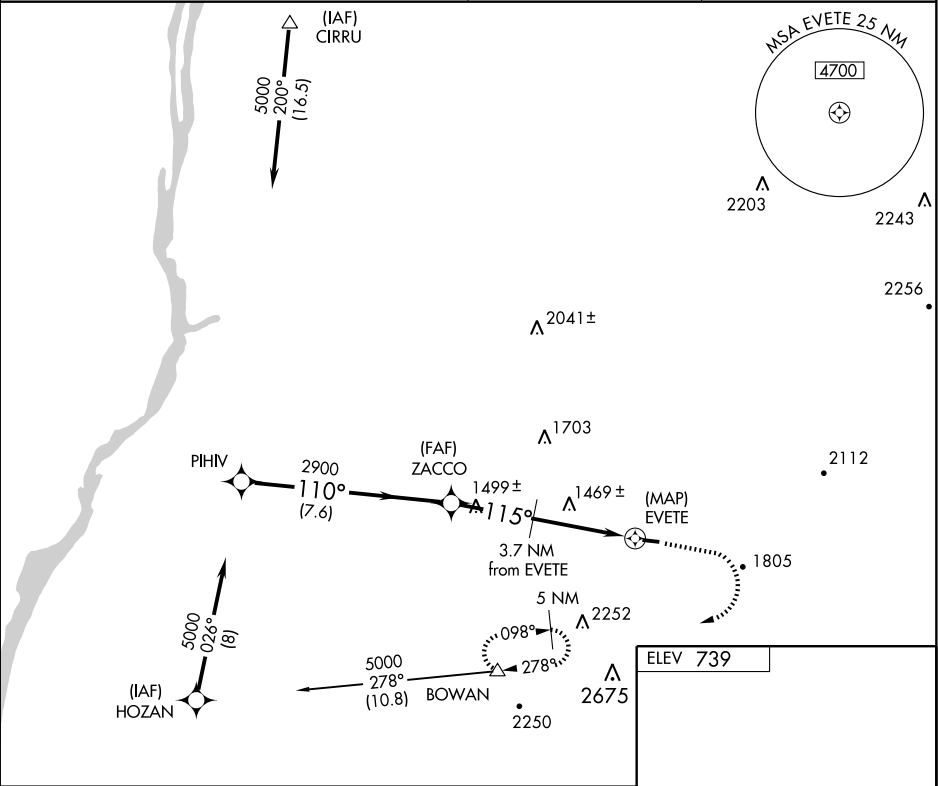 (IAF)
CIRRU
5000
200°
(16.5)
MSA EVETE 25 NM
4700
2203
2243
2256
2041±
1703
(FAF)
ZACCO
PIHIV
2900
110°
(7.6)
1499±
115°
1469±
(MAP)
EVETE
2112
3.7 NM
from EVETE
1805
5 NM
2252
098°
278°
5000
026°
(8)
5000
278°
(10.8)
BOWAN
2675
2250
(IAF)
HOZAN
ELEV 739